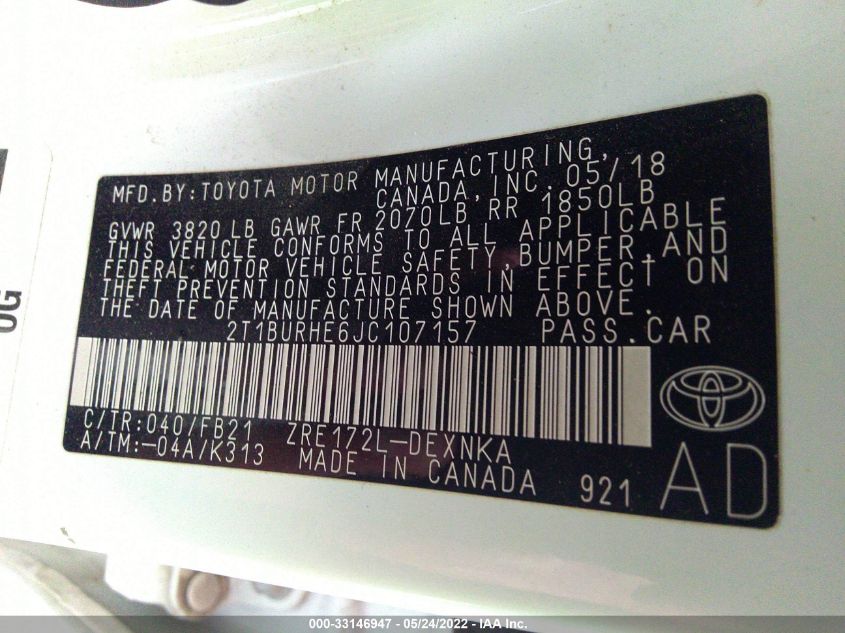 MFD.BY:TOYOTA MOTOR MANUFACTURING,
CANADA, INC. 05/18
GVWR 3820 LB GAWR FR 2070LB RR 1850LB
THIS VEHICLE CONFORMS TO ALL APPLICABLE
FEDERAL MOTOR VEHICLE SAFETY,BUMPER,AND
THEFT PREVENTION STANDARDS IN EFFECT ON
THE DATE OF MANUFACTURE SHOWN ABOVE.
2T1BURHE6JC107157 PASS.CAR
C/TR:040/FB21 ZRE172L-DEXNKA
A/TM:-04A/K313 MADE IN CANADA 921 AD
OG
000-33146947 - 05/24/2022 - IAA Inc.